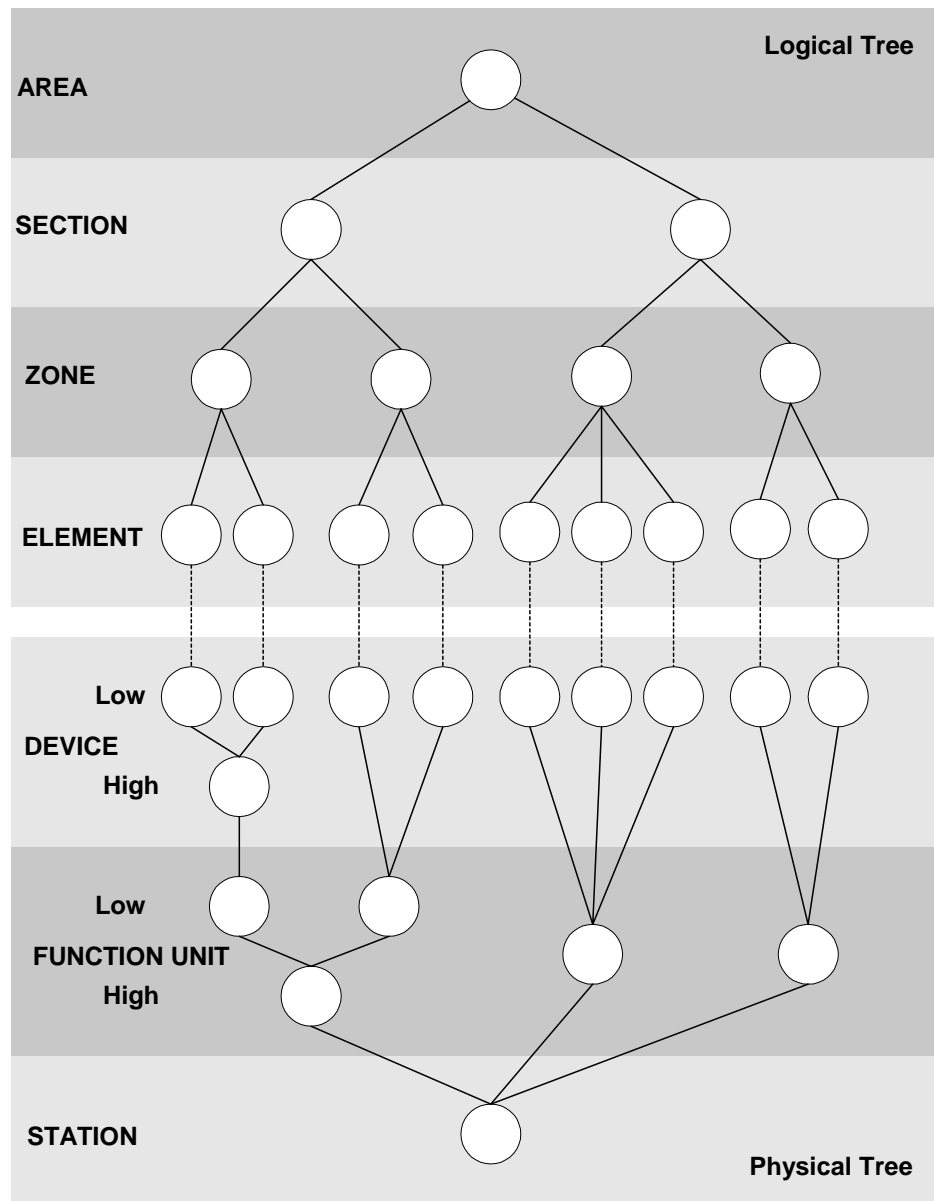 Logical Tree
AREA
SECTION
ZONE
ELEMENT
Low
DEVICE
High
Low
FUNCTION UNIT
High
STATION
Physical Tree